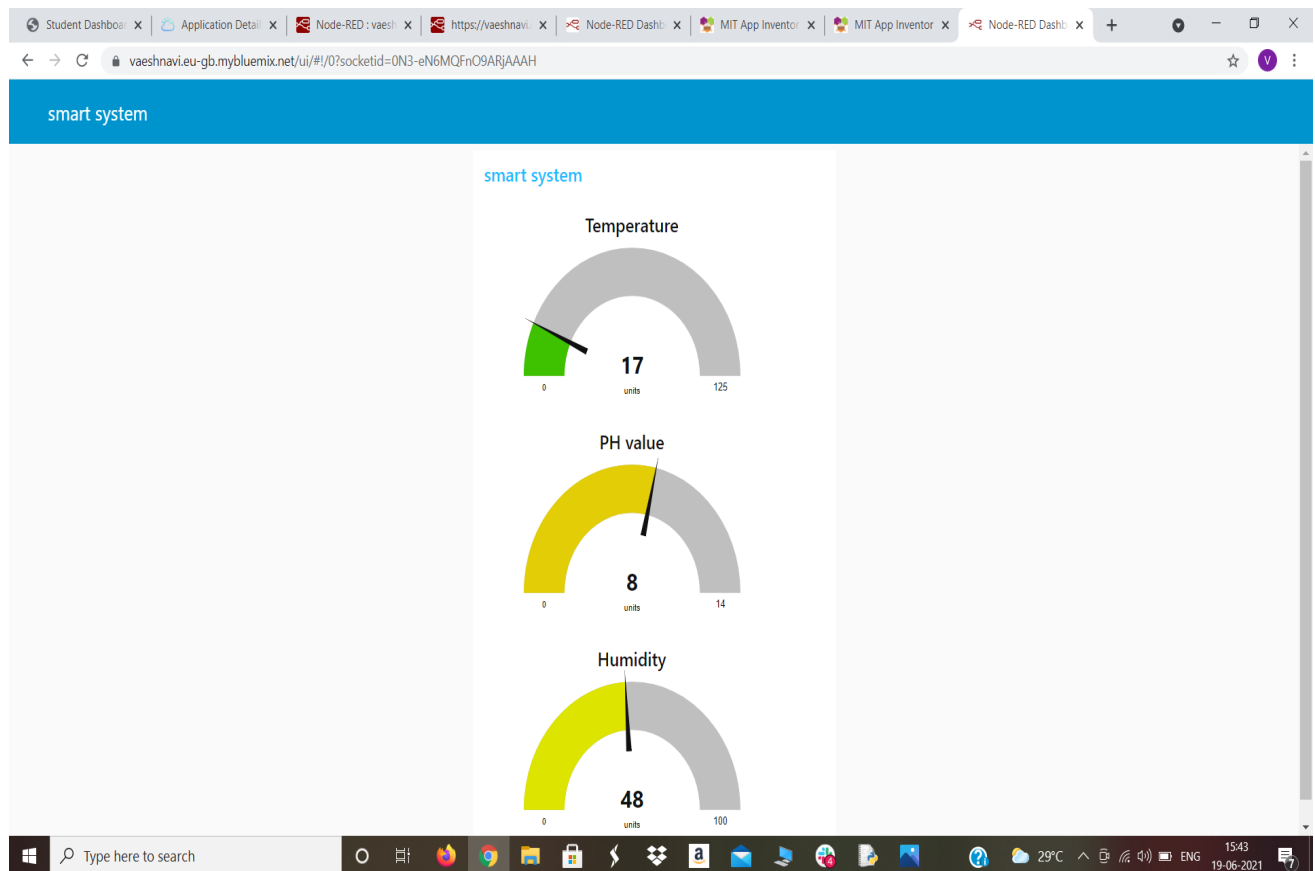 Student Dashboar
Application Detail
Node-RED : vaesh
https://vaeshnavi.
Node-RED Dashb
MIT App Inventor
MIT App Inventor
Node-RED Dashb
vaeshnavi.eu-gb.mybluemix.net/ui/#!/0?socketid=0N3-eN6MQFnO9ARjAAAH
V
smart system
smart system
Temperature
17
units
0
125
PH value
8
units
0
14
Humidity
48
units
0
100
Type here to search
a
4
29°C
ENG
15:43
19-06-2021
7